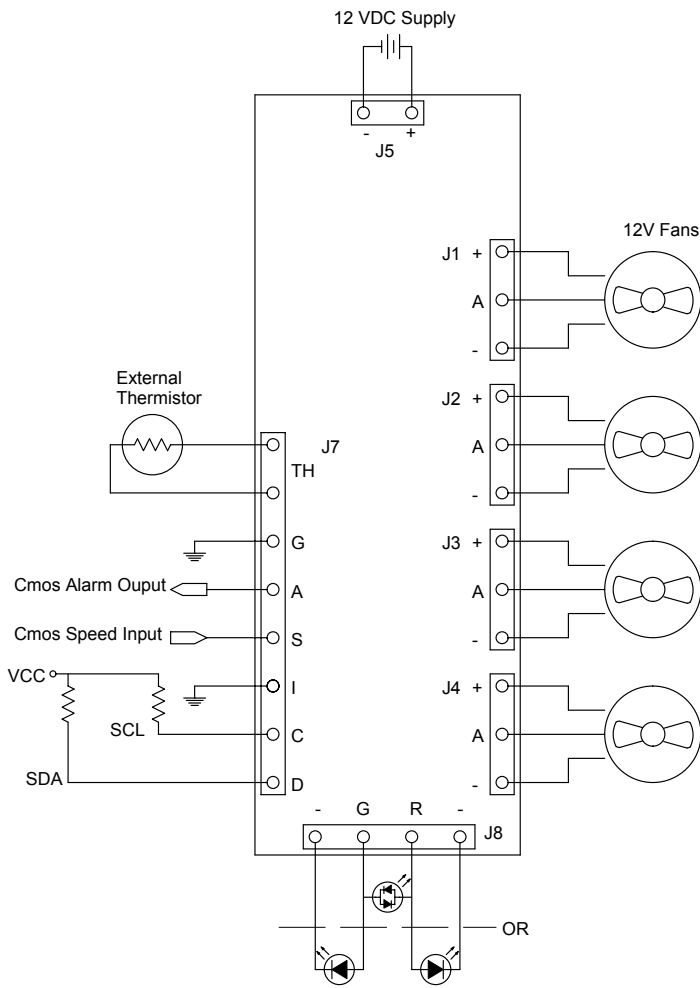 12 VDC Supply
- +
J5
12V Fans
J1 +
A
-
External
Thermistor
J2 +
A
-
J7
TH
G
J3 +
Cmos Alarm Ouput
A
A
Cmos Speed Input
S
-
VCC
I
J4 +
SCL
C
A
SDA
D
-
- G R -
J8
OR